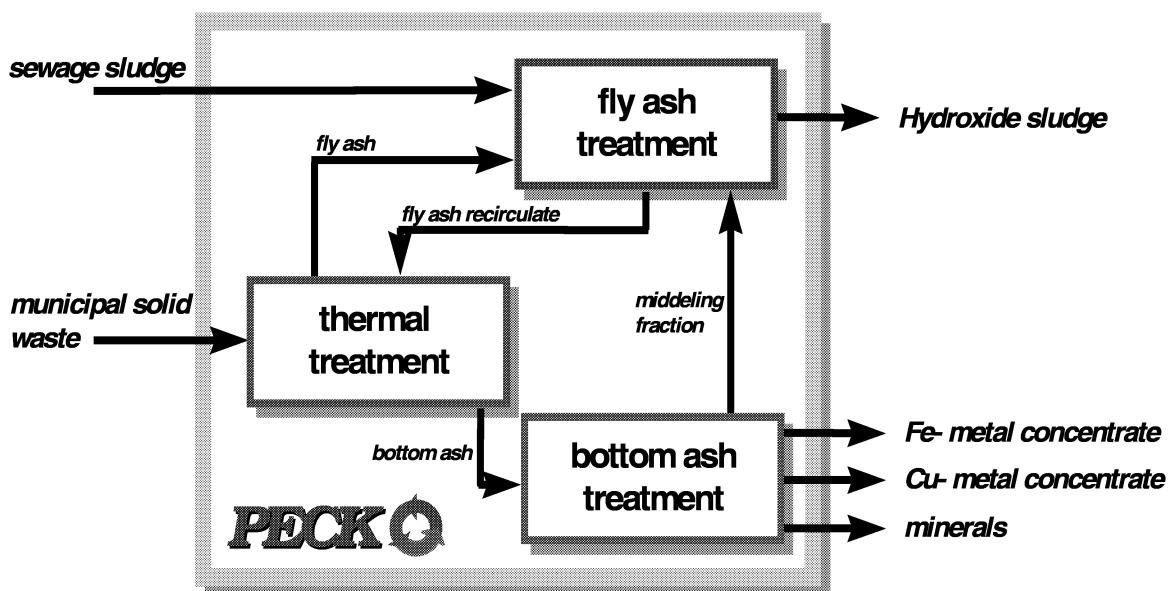 sewage sludge
fly ash
treatment
Hydroxide sludge
fly ash
fly ash recirculate
municipal solid
waste
thermal
treatment
middeling
fraction
bottom ash
bottom ash
treatment
Fe- metal concentrate
Cu- metal concentrate
minerals
PECK